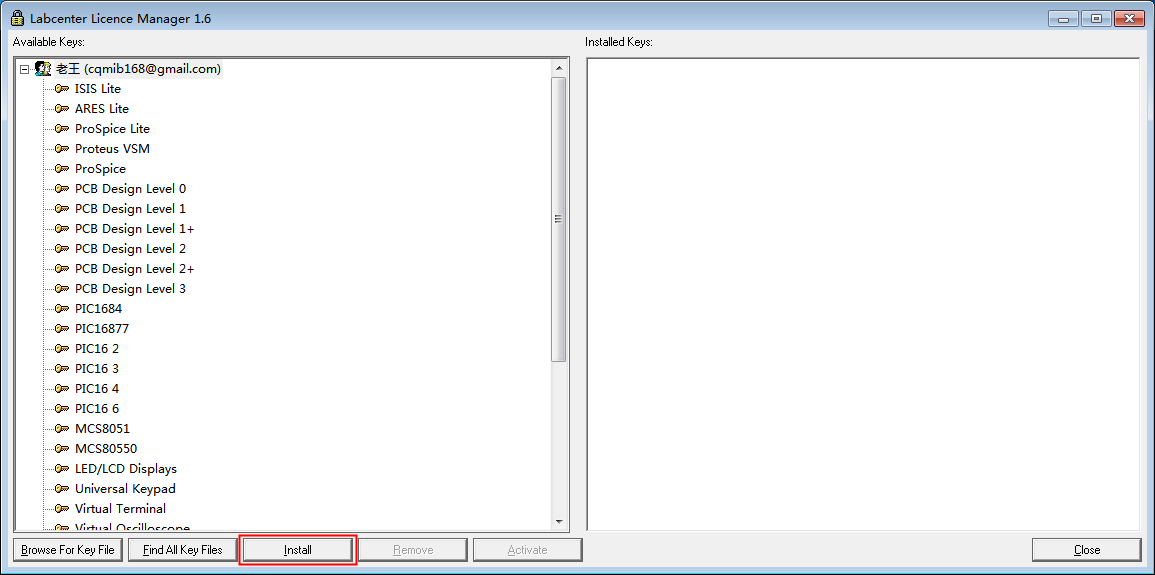 Labcenter Licence Manager 1.6
Available Keys:
Installed Keys:
老王 (cqmib168@gmail.com)
ISIS Lite
ARES Lite
ProSpice Lite
Proteus VSM
ProSpice
PCB Design Level 0
PCB Design Level 1
PCB Design Level 1+
PCB Design Level 2
PCB Design Level 2+
PCB Design Level 3
PIC1684
PIC16877
PIC16 2
PIC16 3
PIC16 4
PIC16 6
MCS8051
MCS80550
LED/LCD Displays
Universal Keypad
Virtual Terminal
Virtual Oscilloscope
Browse For Key File
Find All Key Files
Install
Remove
Activate
Close